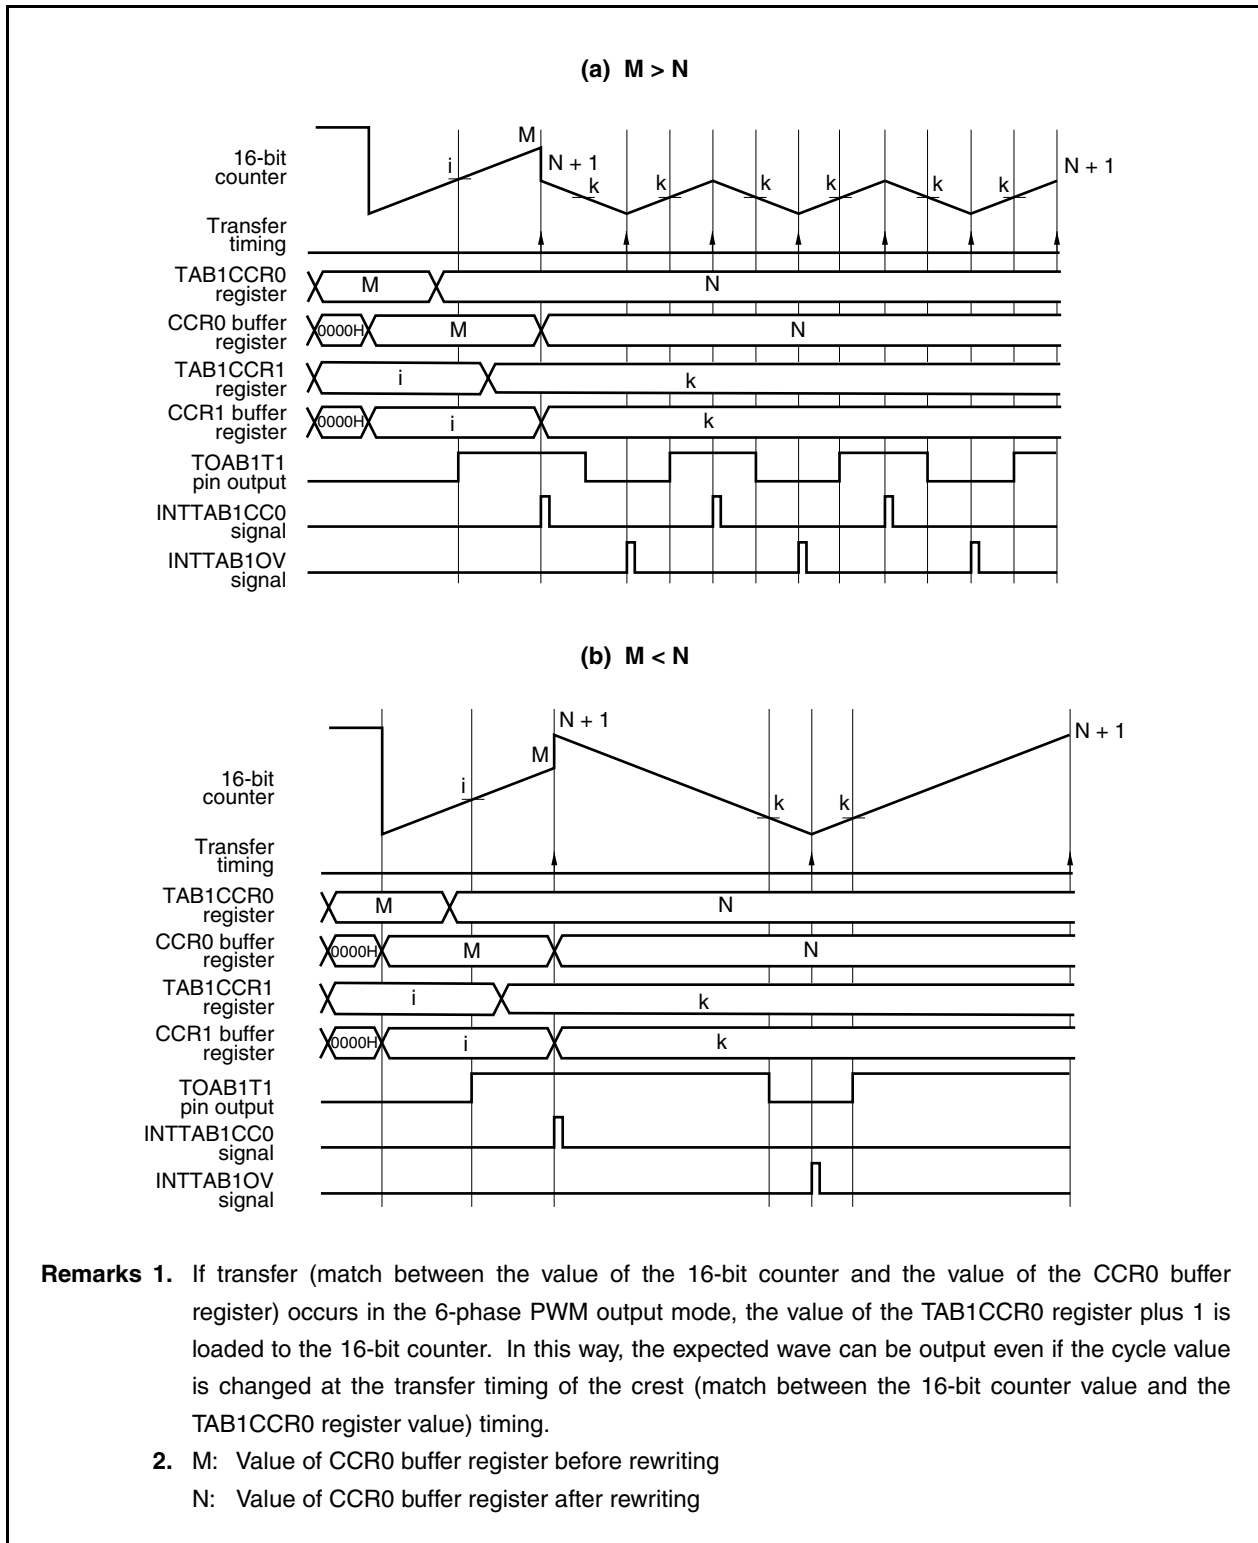 (a) M > N
M
i
N + 1
k
k
k
k
k
k
N + 1
16-bit
counter
Transfer
timing
TAB1CCR0
register
M
N
CCR0 buffer
register
0000H
M
N
TAB1CCR1
register
i
k
CCR1 buffer
register
0000H
i
k
TOAB1T1
pin output
INTTAB1CC0
signal
INTTAB1OV
signal
(b) M < N
N + 1
N + 1
M
i
k
k
16-bit
counter
Transfer
timing
TAB1CCR0
register
M
N
CCR0 buffer
register
0000H
M
N
TAB1CCR1
register
i
k
CCR1 buffer
register
0000H
i
k
TOAB1T1
pin output
INTTAB1CC0
signal
INTTAB1OV
signal
Remarks 1. If transfer (match between the value of the 16-bit counter and the value of the CCR0 buffer
register) occurs in the 6-phase PWM output mode, the value of the TAB1CCR0 register plus 1 is
loaded to the 16-bit counter. In this way, the expected wave can be output even if the cycle value
is changed at the transfer timing of the crest (match between the 16-bit counter value and the
TAB1CCR0 register value) timing.
2. M: Value of CCR0 buffer register before rewriting
N: Value of CCR0 buffer register after rewriting